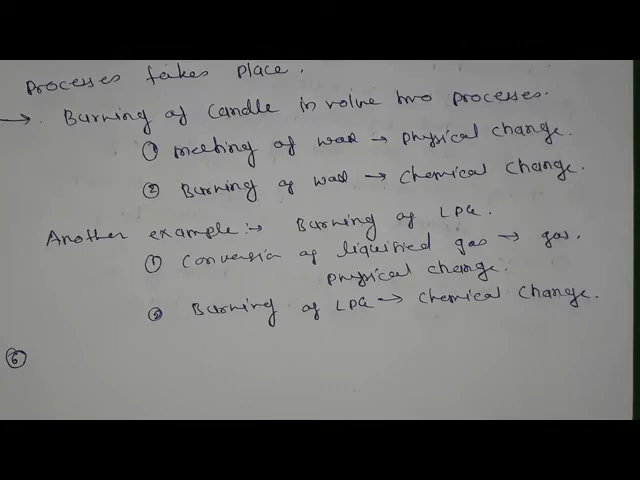 Processes takes place.
→ Burning of Candle involve two processes.
① melting of wax → physical change.
② Burning of wax → Chemical Change.
Another example:→ Burning of LPG.
① Conversion of liquified gas → gas.
physical change.
② Burning of LPG → Chemical Change.
⑥